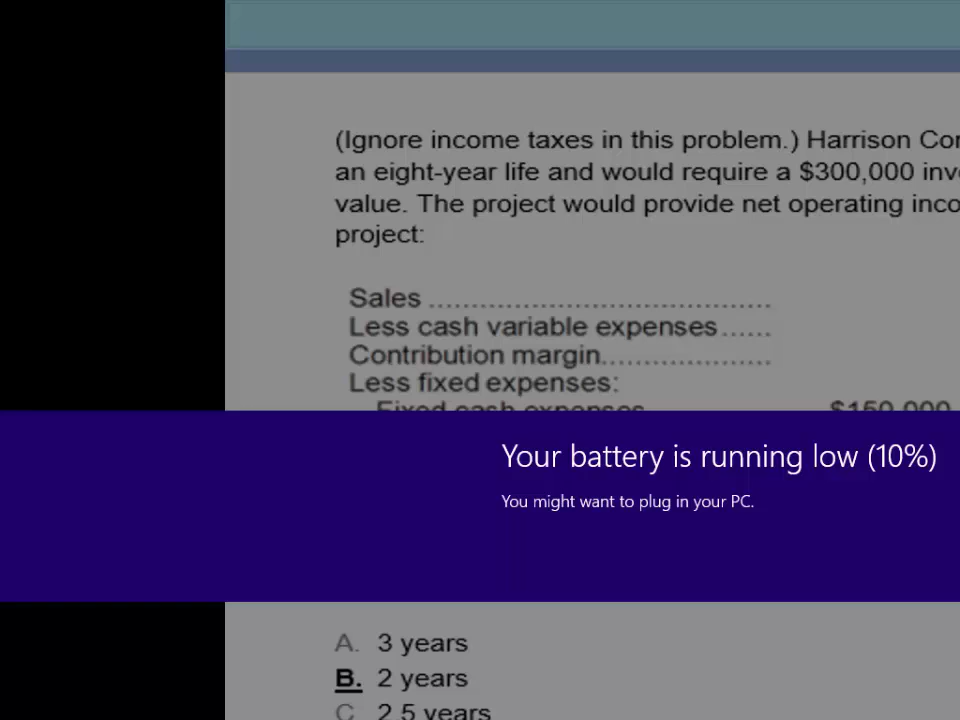 (Ignore income taxes in this problem.) Harrison
an eight-year life and would require a $300,000
value. The project would provide net operating
project:
Sales ........................................
Less cash variable expenses......
Contribution margin....................
Less fixed expenses:
Fixed cash expenses $150,000
Your battery is running low (10%)
You might want to plug in your PC.
A. 3 years
B. 2 years
C 2.5 years